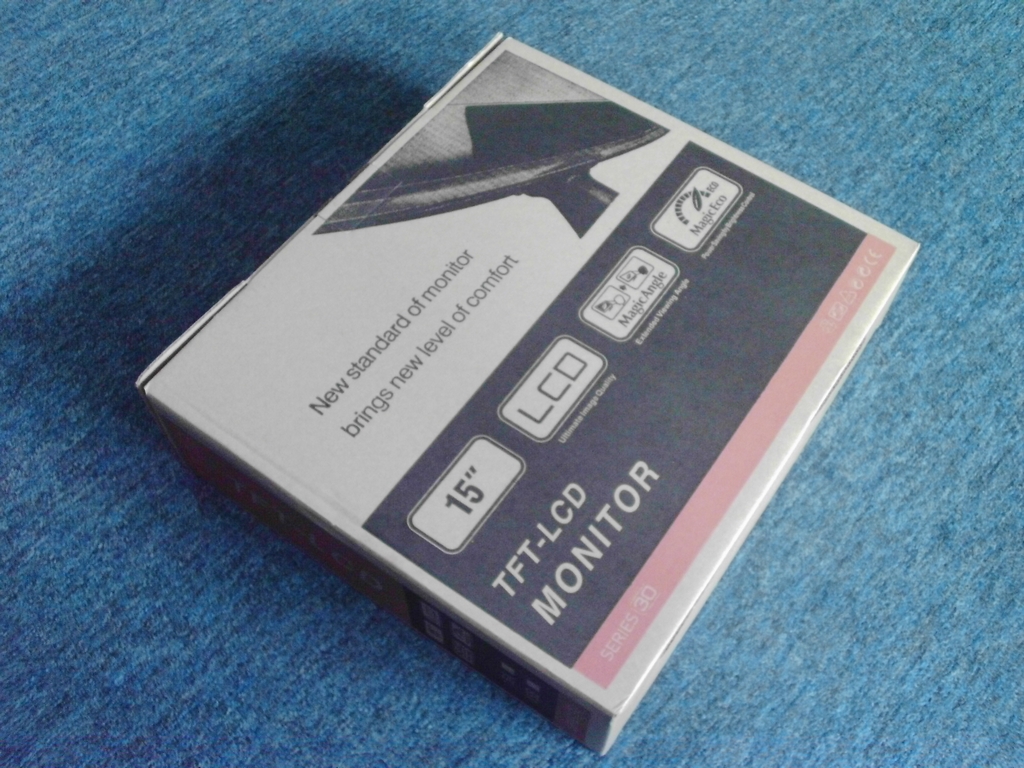 New standard of monitor
brings new level of comfort
15"
LCD
Ultimate Image Quality
MagicAngle
Extended Viewing Angle
ECO
MagicEco
TFT-LCD
MONITOR
SERIES 30